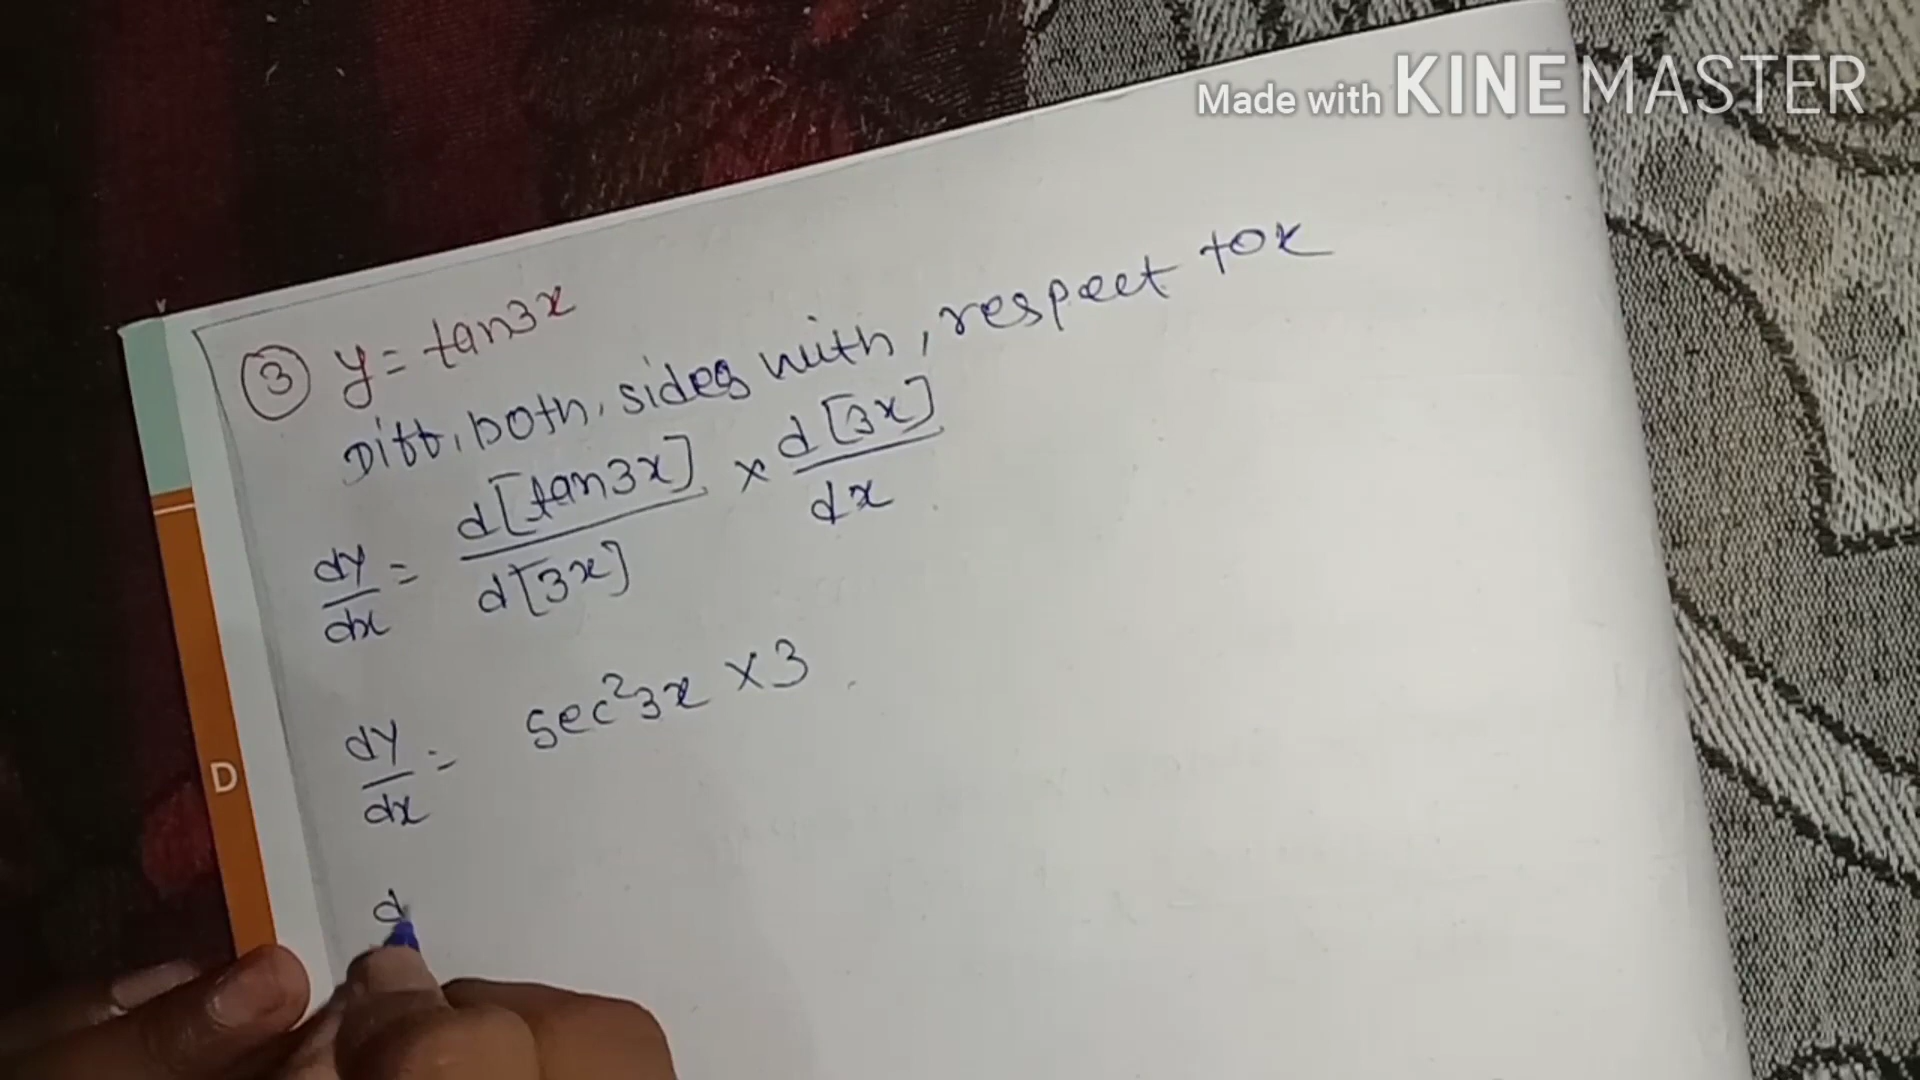 Made with KINEMASTER
③ y = tan3x
Diff, both, sides with, respect to x
dy/dx = d[tan3x]/d[3x] × d[3x]/dx
dy/dx = sec²3x × 3
d
D